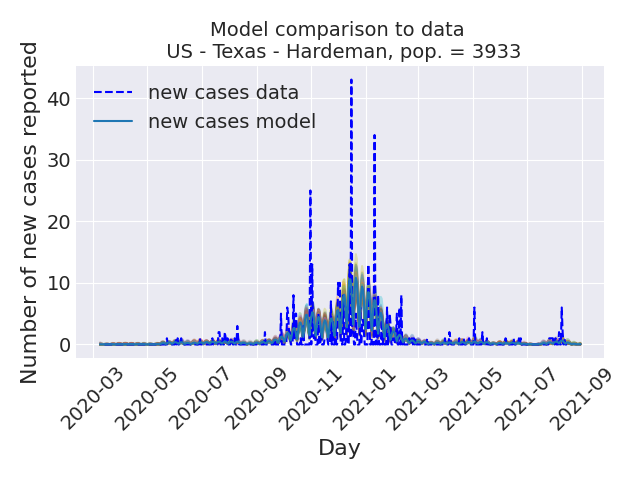 Model comparison to data
US - Texas - Hardeman, pop. = 3933
Number of new cases reported
40
30
20
10
0
new cases data
new cases model
2020-03
2020-05
2020-07
2020-09
2020-11
2021-01
2021-03
2021-05
2021-07
2021-09
Day